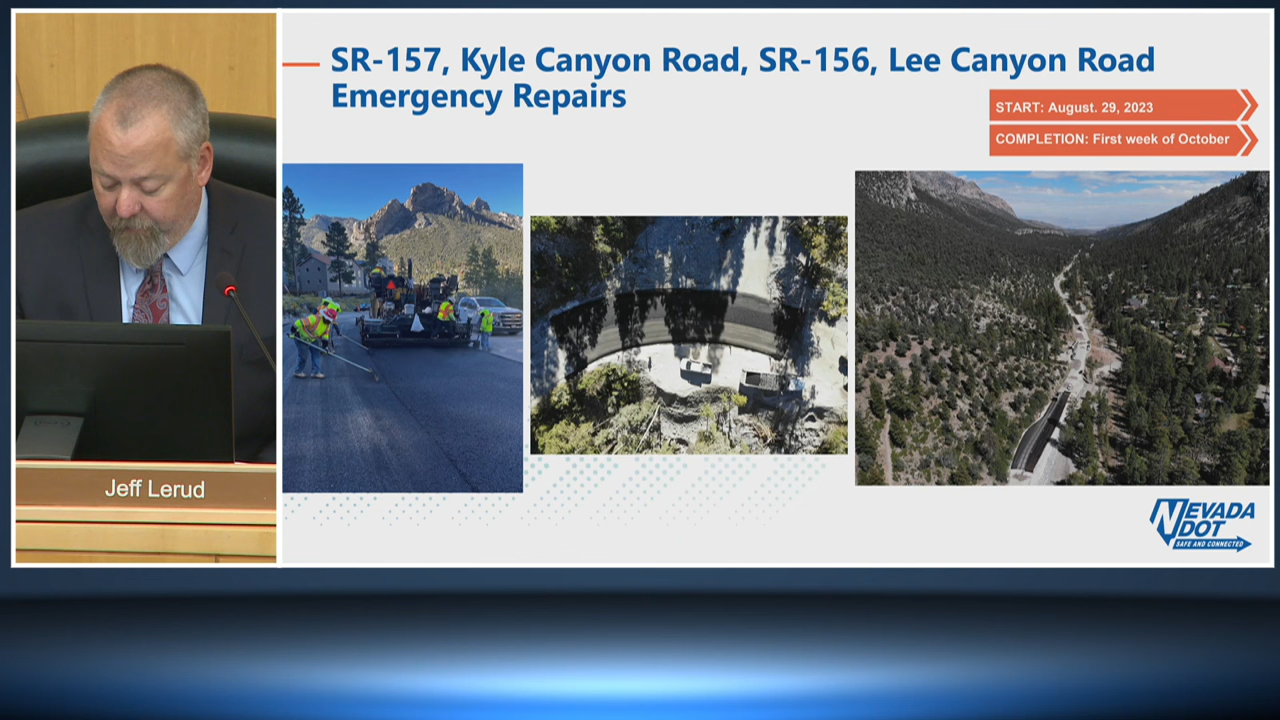 SR-157, Kyle Canyon Road, SR-156, Lee Canyon Road
Emergency Repairs
START: August. 29, 2023
COMPLETION: First week of October
Jeff Lerud
NEVADA
DOT
SAFE AND CONNECTED